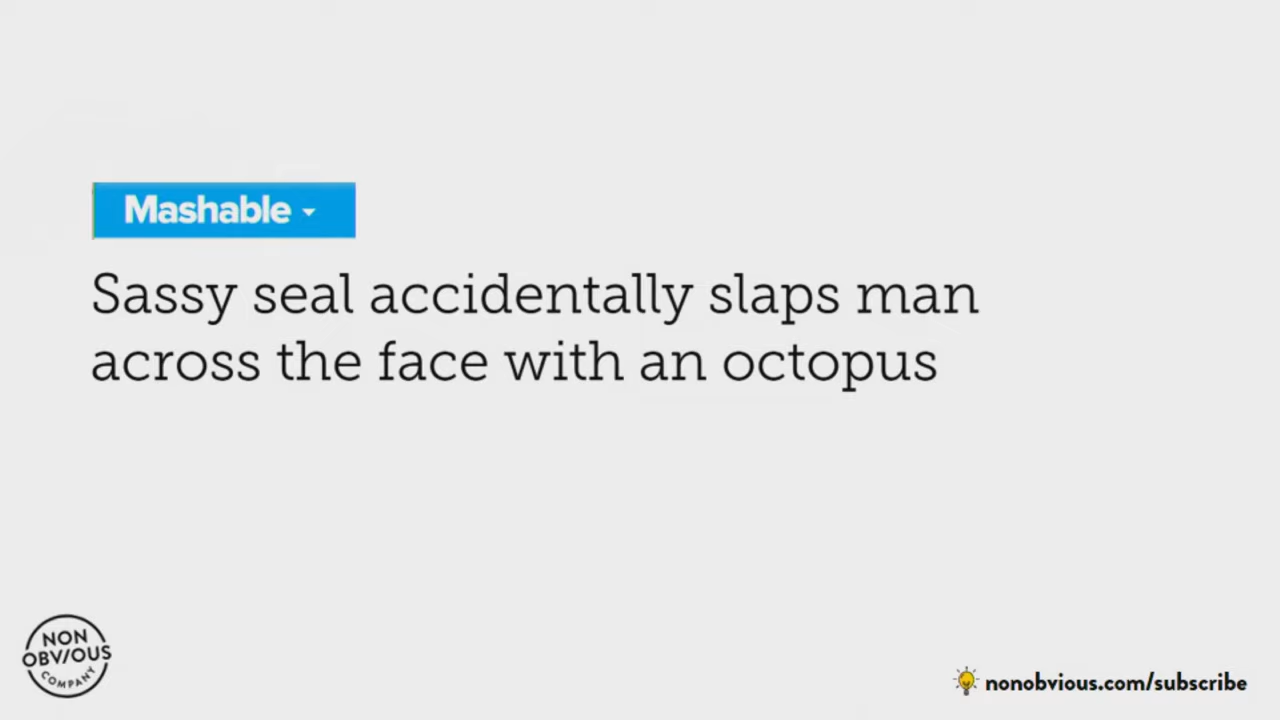 Mashable
Sassy seal accidentally slaps man
across the face with an octopus
NON
OBV/OUS
COMPANY
nonobvious.com/subscribe